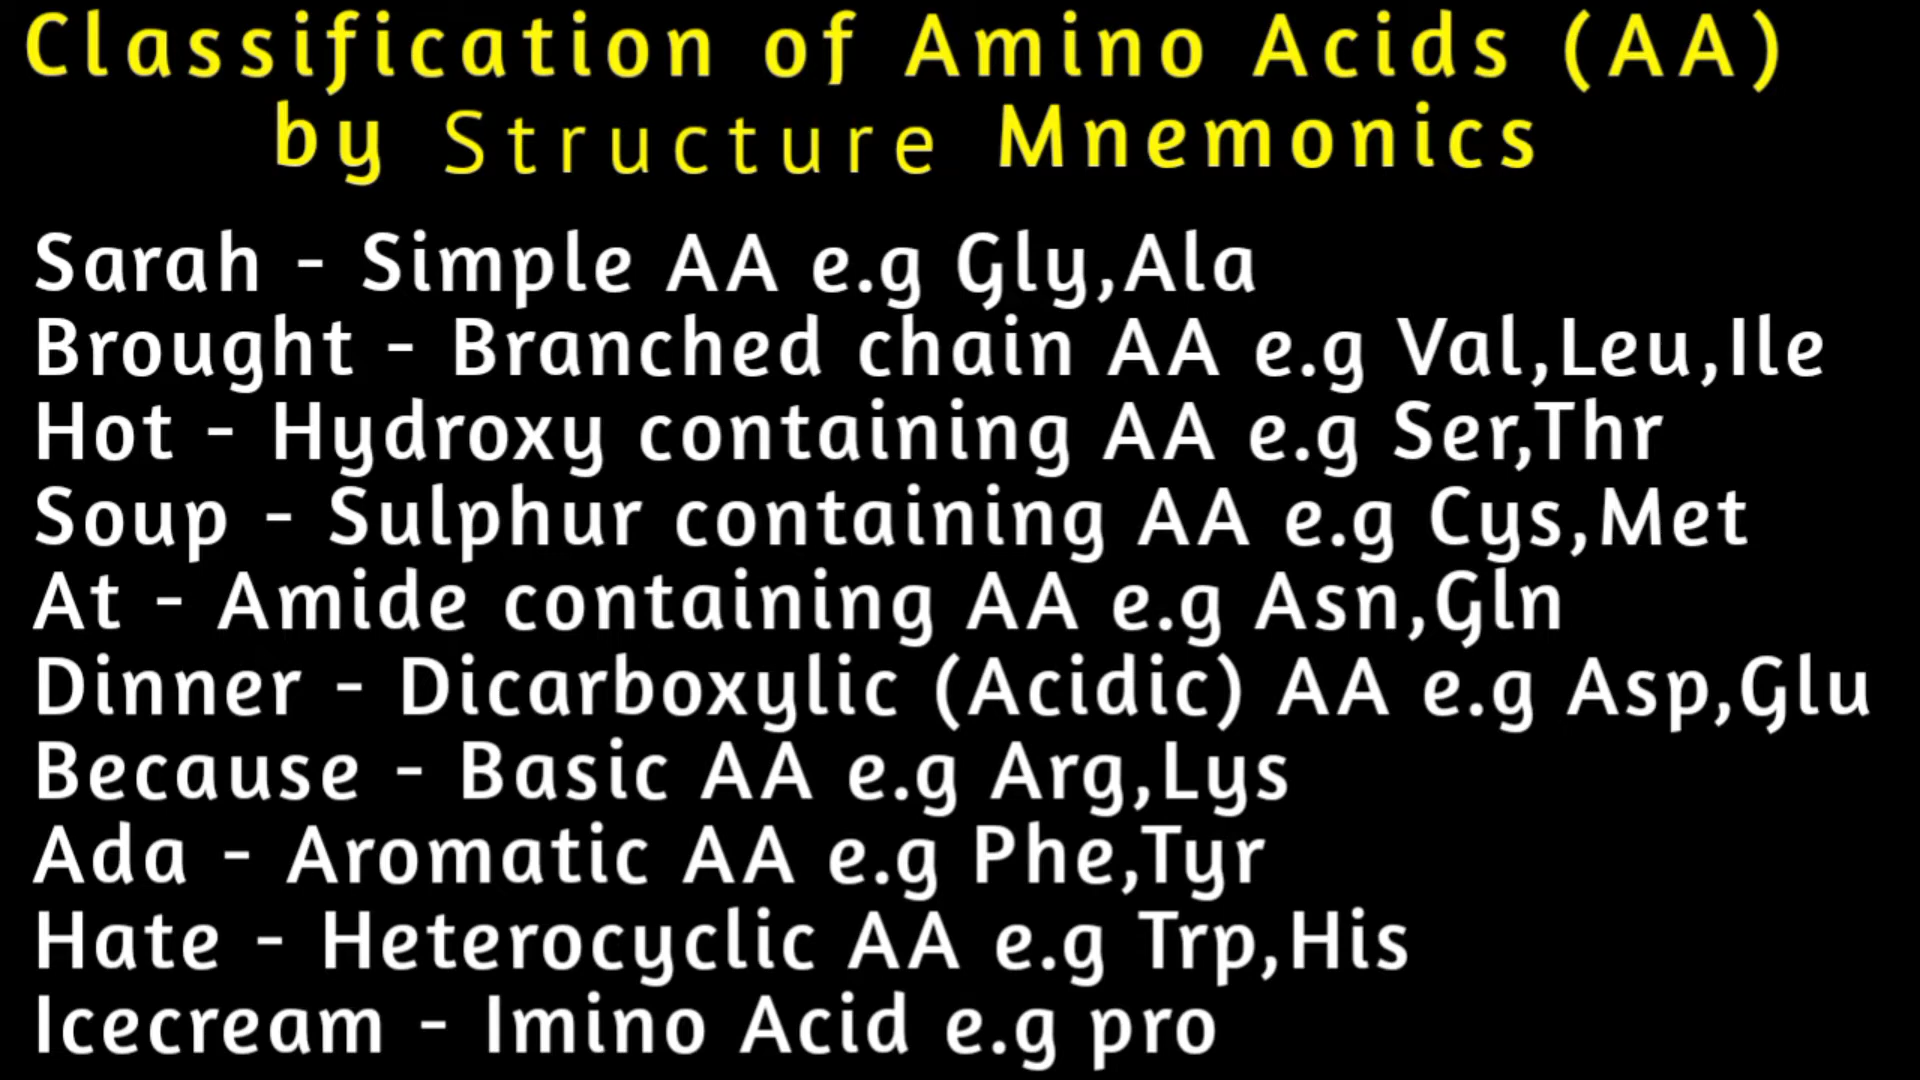 Classification of Amino Acids (AA)
by Structure Mnemonics
Sarah - Simple AA e.g Gly,Ala
Brought - Branched chain AA e.g Val,Leu,Ile
Hot - Hydroxy containing AA e.g Ser,Thr
Soup - Sulphur containing AA e.g Cys,Met
At - Amide containing AA e.g Asn,Gln
Dinner - Dicarboxylic (Acidic) AA e.g Asp,Glu
Because - Basic AA e.g Arg,Lys
Ada - Aromatic AA e.g Phe,Tyr
Hate - Heterocyclic AA e.g Trp,His
Icecream - Imino Acid e.g pro